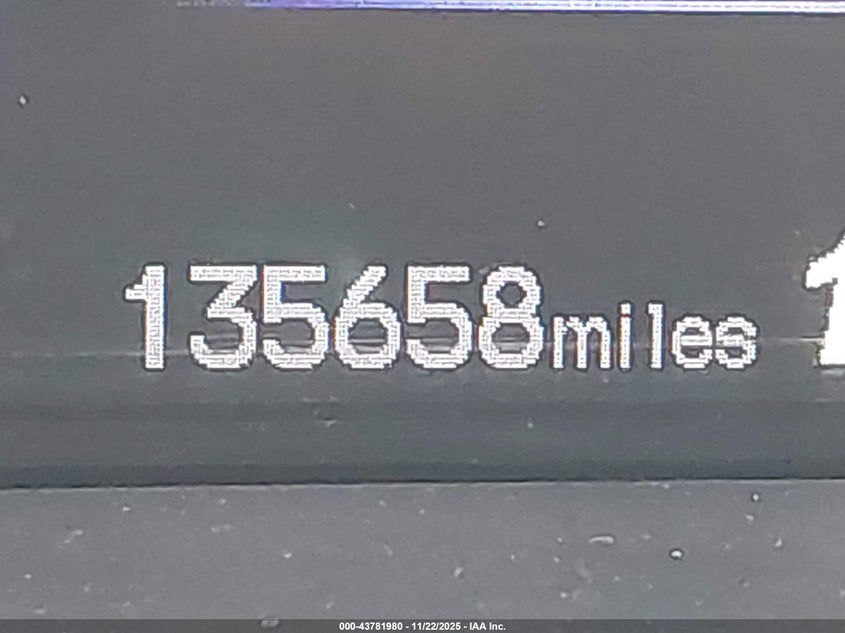 135658miles
000-43781980 - 11/22/2025 - IAA Inc.